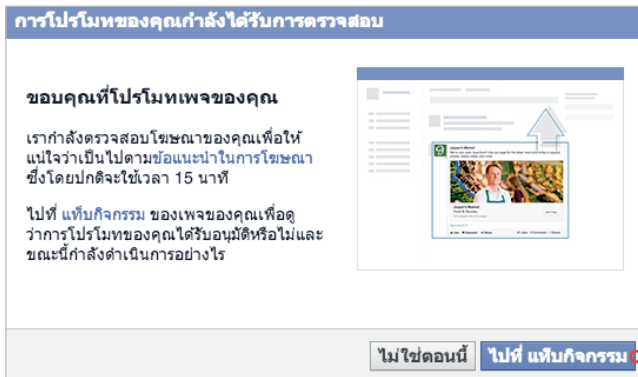 การโปรโมทของคุณกำลังได้รับการตรวจสอบ
ขอบคุณที่โปรโมทเพจของคุณ
เรากำลังตรวจสอบโฆษณาของคุณเพื่อให้
แน่ใจว่าเป็นไปตามข้อแนะนำในการโฆษณา
ซึ่งโดยปกติจะใช้เวลา 15 นาที
ไปที่ แท็บกิจกรรม ของเพจของคุณเพื่อดู
ว่าการโปรโมทของคุณได้รับอนุมัติหรือไม่และ
ขณะนี้กำลังดำเนินการอย่างไร
Jasper's Market
Jasper's Market
Food & Grocery
ไม่ใช่ตอนนี้
ไปที่ แท็บกิจกรรม